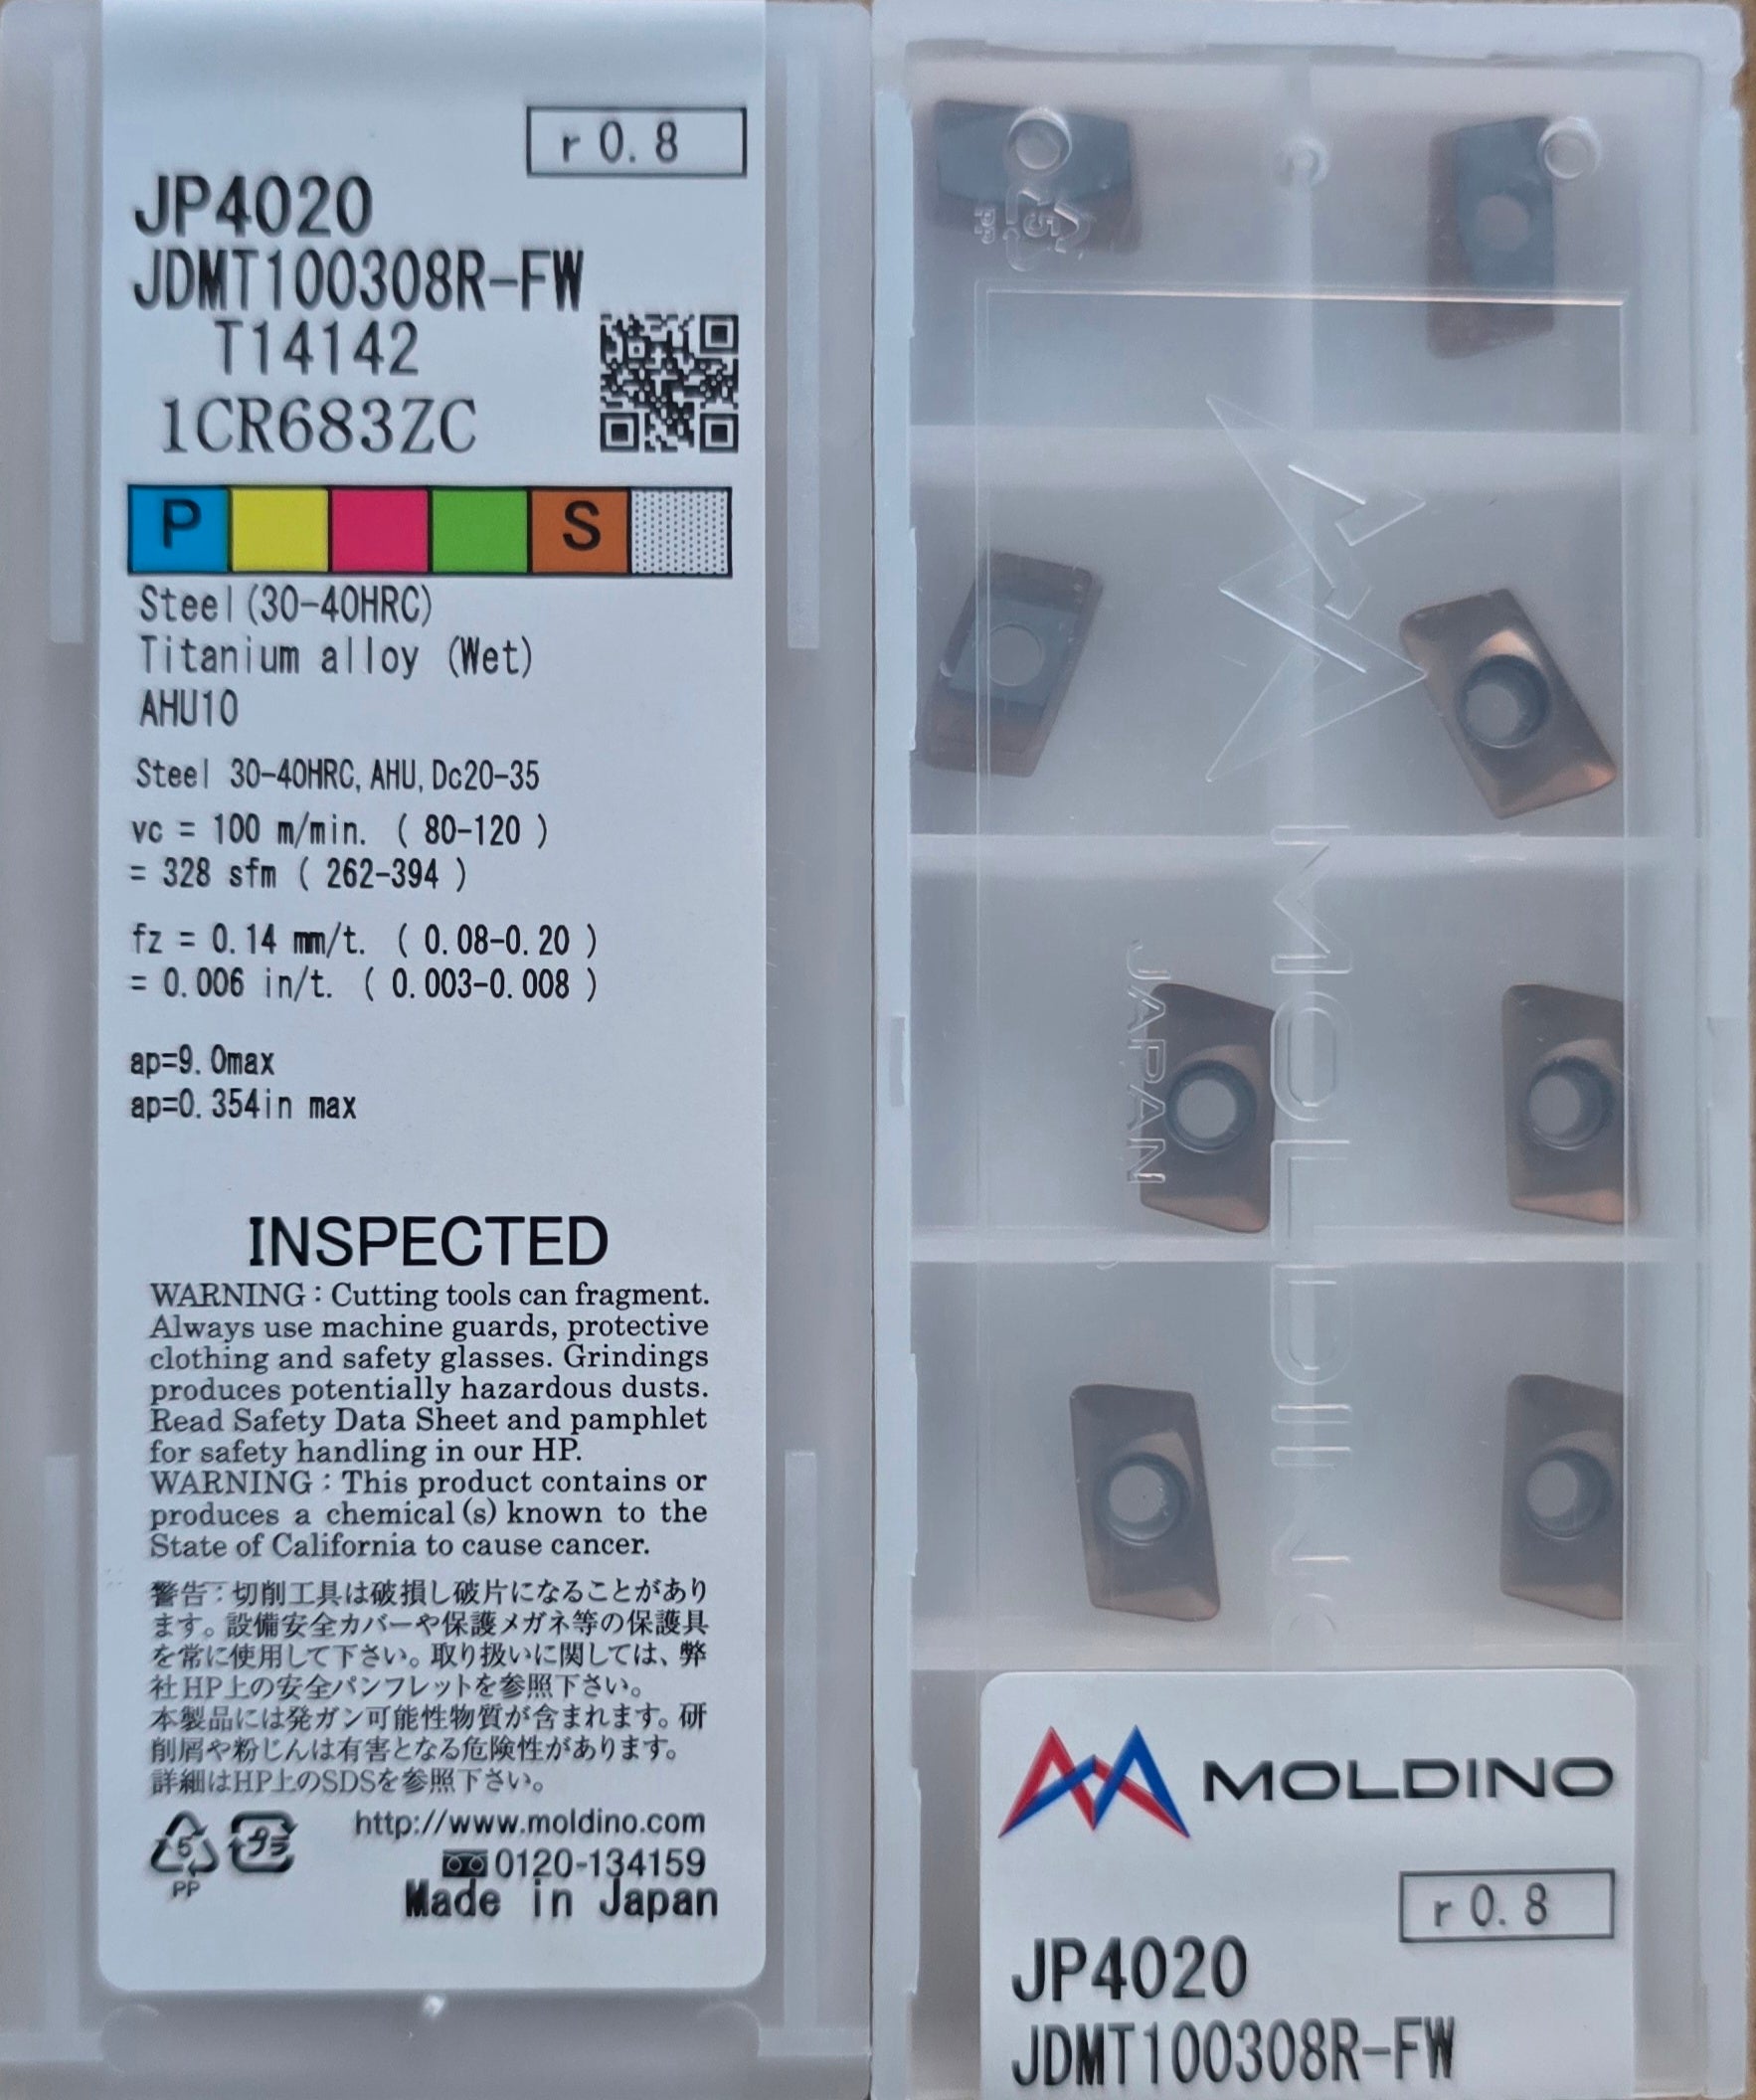 r 0.8
JP4020
JDMT100308R-FW
T14142
1CR683ZC
P S
Steel(30-40HRC)
Titanium alloy (Wet)
AHU10
Steel 30-40HRC, AHU, Dc20-35
vc = 100 m/min. ( 80-120 )
= 328 sfm ( 262-394 )
fz = 0.14 mm/t. ( 0.08-0.20 )
= 0.006 in/t. ( 0.003-0.008 )
ap=9.0max
ap=0.354in max
INSPECTED
WARNING : Cutting tools can fragment.
Always use machine guards, protective
clothing and safety glasses. Grindings
produces potentially hazardous dusts.
Read Safety Data Sheet and pamphlet
for safety handling in our HP.
WARNING : This product contains or
produces a chemical (s) known to the
State of California to cause cancer.
警告：切削工具は破損し破片になることがあり
ます。設備安全カバーや保護メガネ等の保護具
を常に使用して下さい。取り扱いに関しては、弊
社HP上の安全パンフレットを参照下さい。
本製品には発ガン可能性物質が含まれます。研
削屑や粉じんは有害となる危険性があります。
詳細はHP上のSDSを参照下さい。
5 プラ
PP
http://www.moldino.com
0120-134159
Made in Japan
5
PP
MOLDINO
JAPAN
MOLDINO
r 0.8
JP4020
JDMT100308R-FW